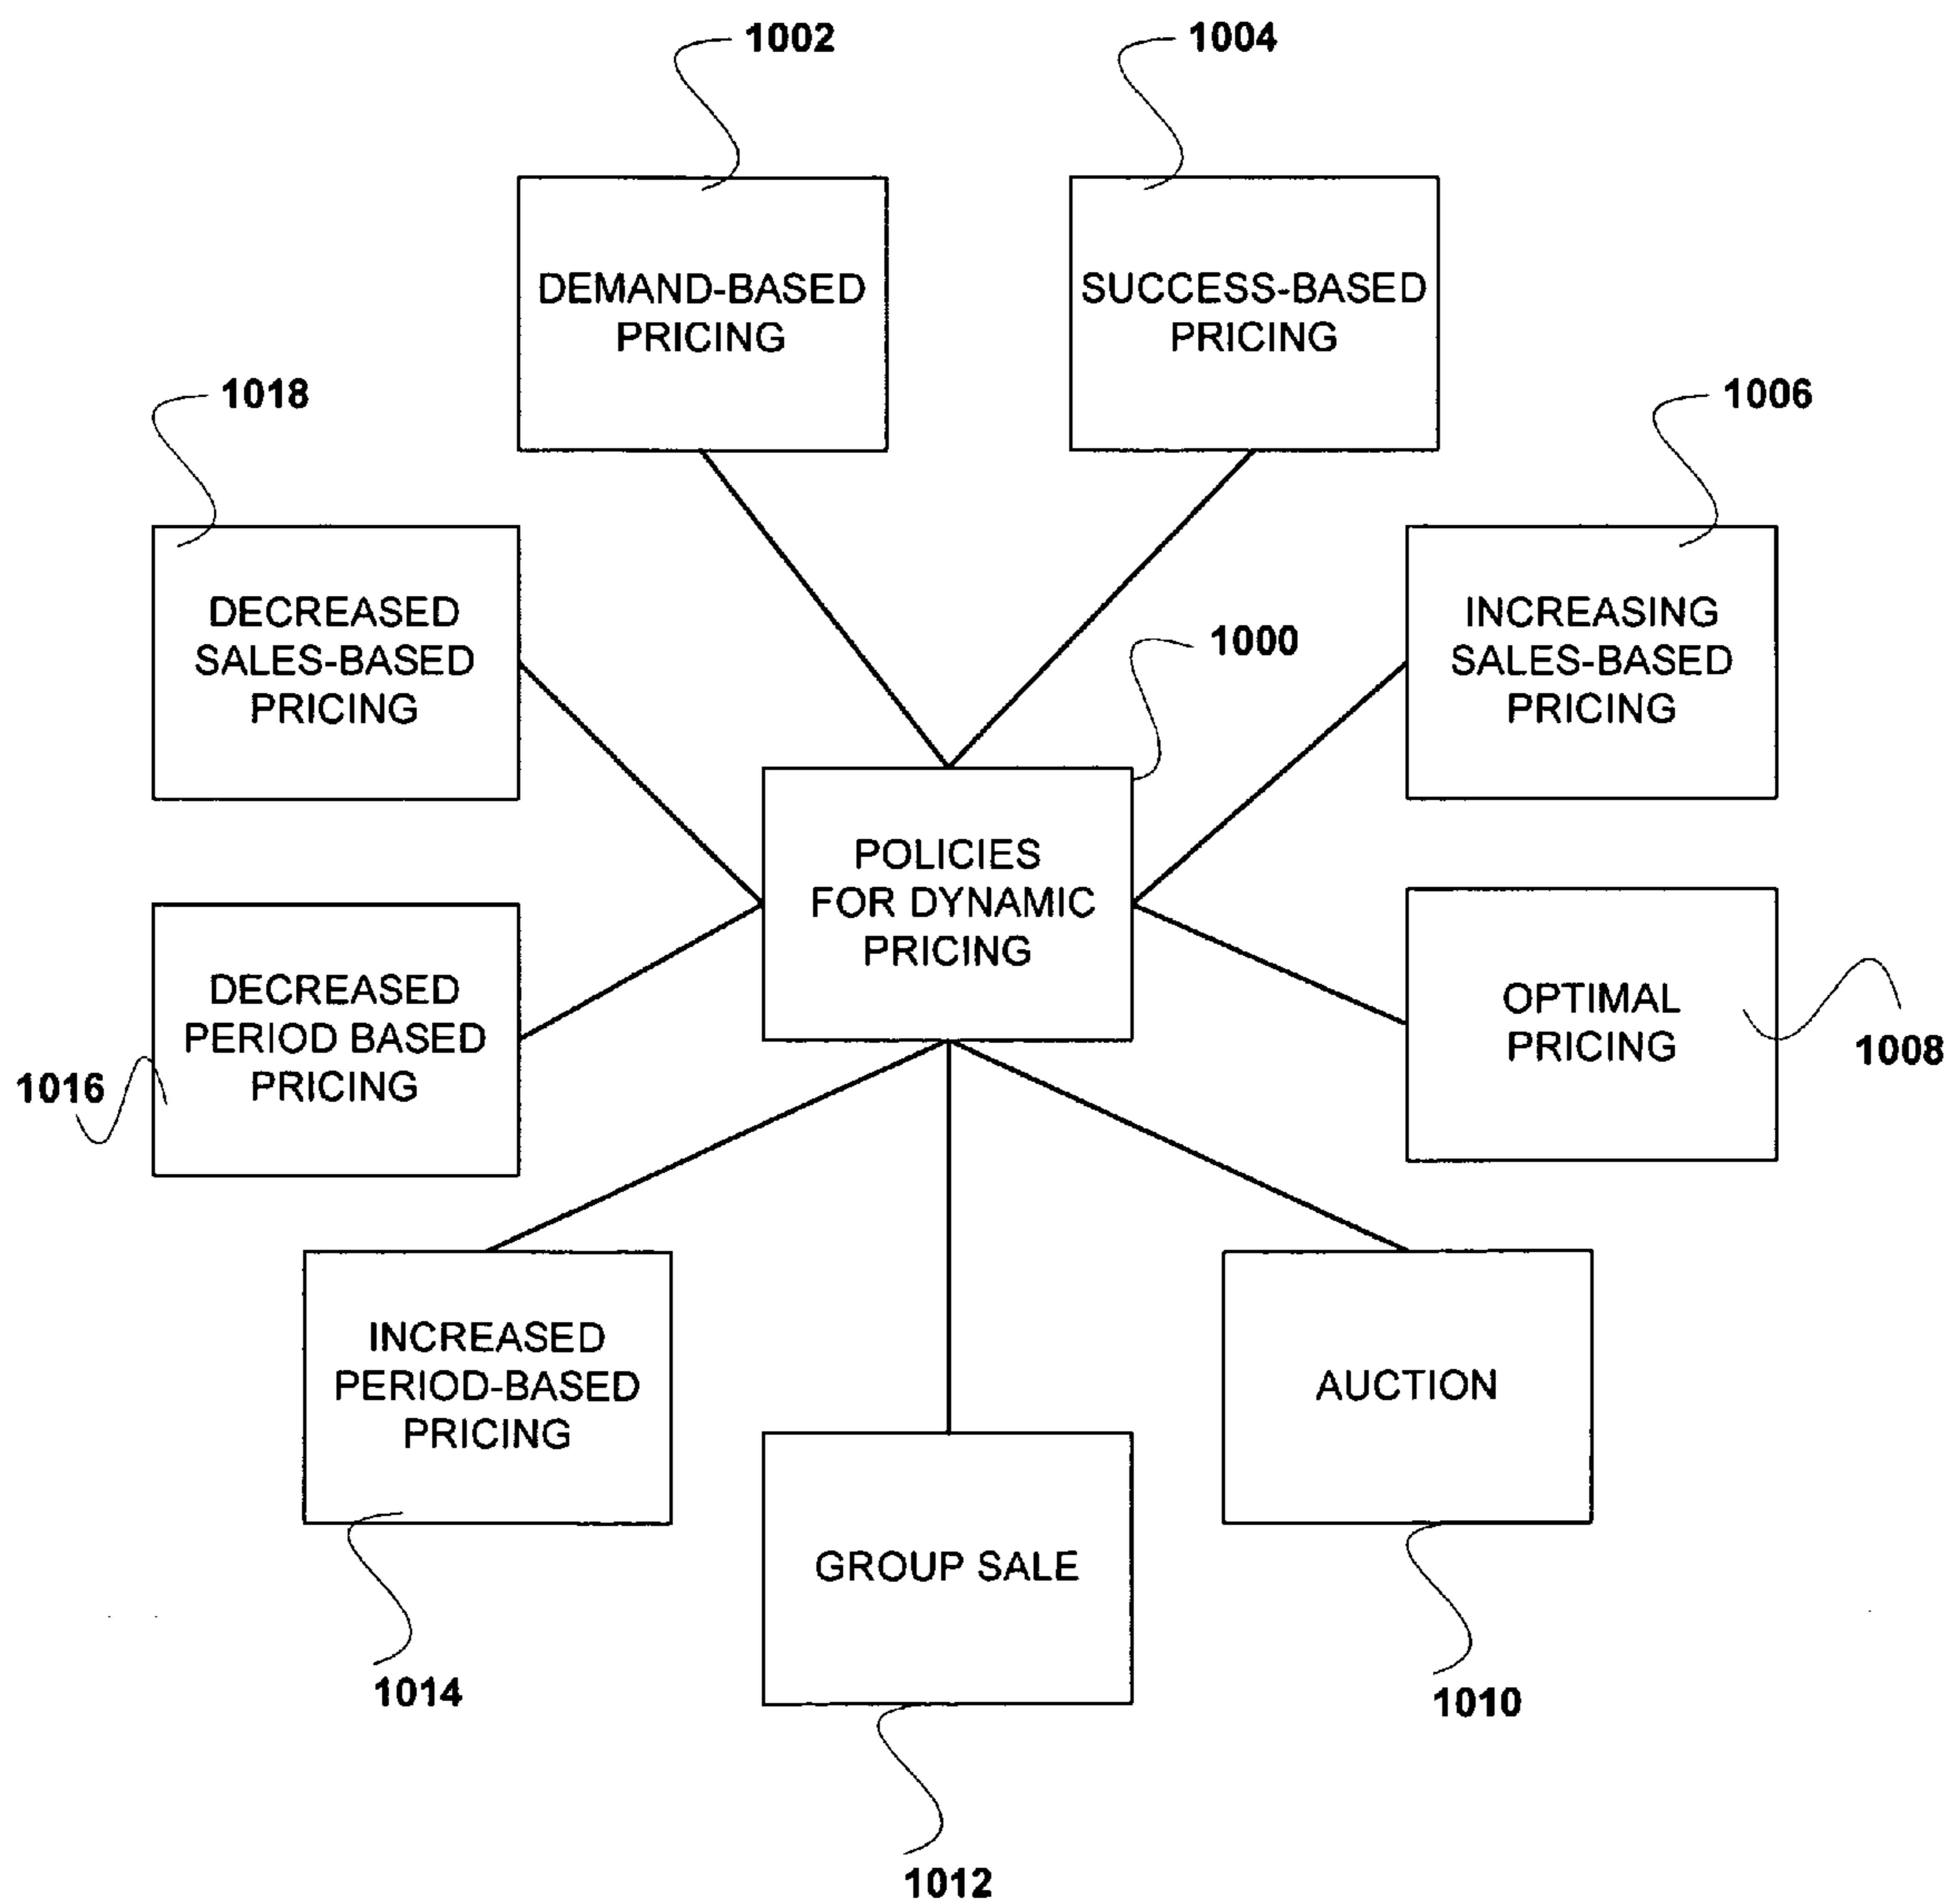 1002
1004
DEMAND-BASED
PRICING
SUCCESS-BASED
PRICING
1018
1006
DECREASED
SALES-BASED
PRICING
INCREASING
SALES-BASED
PRICING
1000
POLICIES
FOR DYNAMIC
PRICING
DECREASED
PERIOD BASED
PRICING
OPTIMAL
PRICING
1016
1008
INCREASED
PERIOD-BASED
PRICING
AUCTION
GROUP SALE
1014
1010
1012